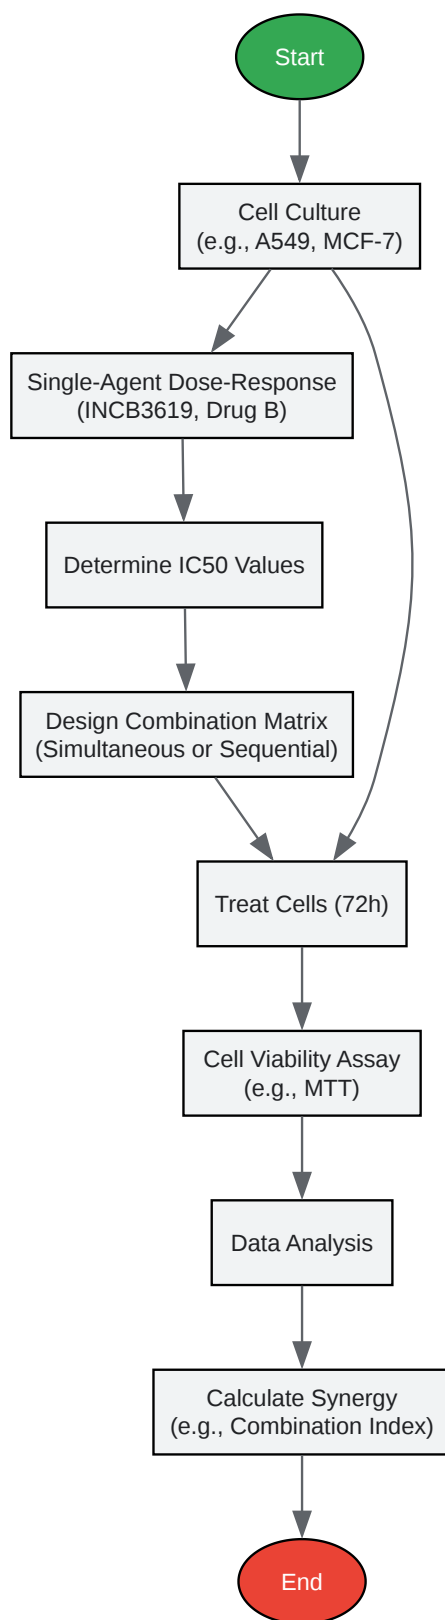 Start
Cell Culture
(e.g., A549, MCF-7)
Single-Agent Dose-Response
(INCB3619, Drug B)
Determine IC50 Values
Design Combination Matrix
(Simultaneous or Sequential)
Treat Cells (72h)
Cell Viability Assay
(e.g., MTT)
Data Analysis
Calculate Synergy
(e.g., Combination Index)
End